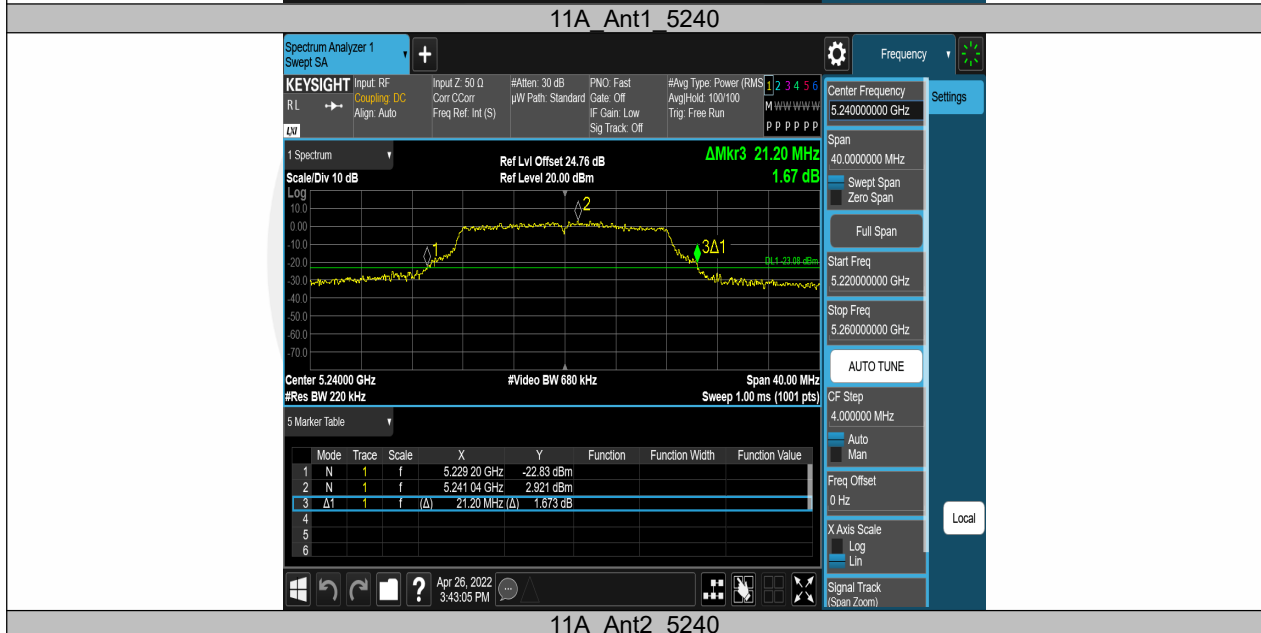 11A_Ant1_5240
Spectrum Analyzer 1
Swept SA
+
Frequency
KEYSIGHT
RL
LXI
Input: RF
Coupling: DC
Align: Auto
Input Z: 50 Ω
Corr CCorr
Freq Ref: Int (S)
#Atten: 30 dB
µW Path: Standard
PNO: Fast
Gate: Off
IF Gain: Low
Sig Track: Off
#Avg Type: Power (RMS
Avg|Hold: 100/100
Trig: Free Run
1 2 3 4 5 6
M W W W W W
P P P P P P
1 Spectrum
Scale/Div 10 dB
Ref Lvl Offset 24.76 dB
Ref Level 20.00 dBm
ΔMkr3 21.20 MHz
1.67 dB
Log
10.0
0.00
-10.0
-20.0
-30.0
-40.0
-50.0
-60.0
-70.0
1
2
3Δ1
DL1 -23.08 dBm
Center 5.24000 GHz
#Res BW 220 kHz
#Video BW 680 kHz
Span 40.00 MHz
Sweep 1.00 ms (1001 pts)
5 Marker Table
Mode Trace Scale X Y Function Function Width Function Value
1 N 1 f 5.229 20 GHz -22.83 dBm
2 N 1 f 5.241 04 GHz 2.921 dBm
3 Δ1 1 f (Δ) 21.20 MHz (Δ) 1.673 dB
4
5
6
?
Apr 26, 2022
3:43:05 PM
Center Frequency
5.240000000 GHz
Span
40.0000000 MHz
Swept Span
Zero Span
Full Span
Start Freq
5.220000000 GHz
Stop Freq
5.260000000 GHz
AUTO TUNE
CF Step
4.000000 MHz
Auto
Man
Freq Offset
0 Hz
X Axis Scale
Log
Lin
Signal Track
(Span Zoom)
Settings
Local
11A_Ant2_5240